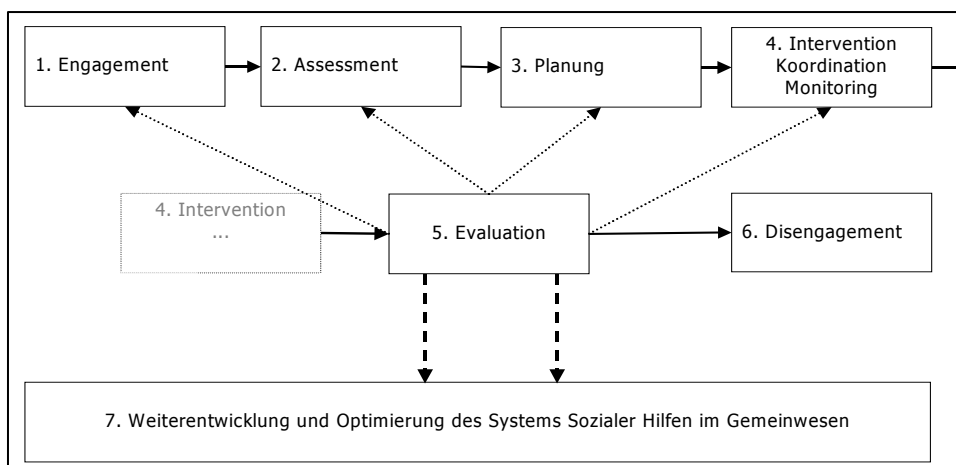 1. Engagement
2. Assessment
3. Planung
4. Intervention
Koordination
Monitoring
4. Intervention
...
5. Evaluation
6. Disengagement
7. Weiterentwicklung und Optimierung des Systems Sozialer Hilfen im Gemeinwesen